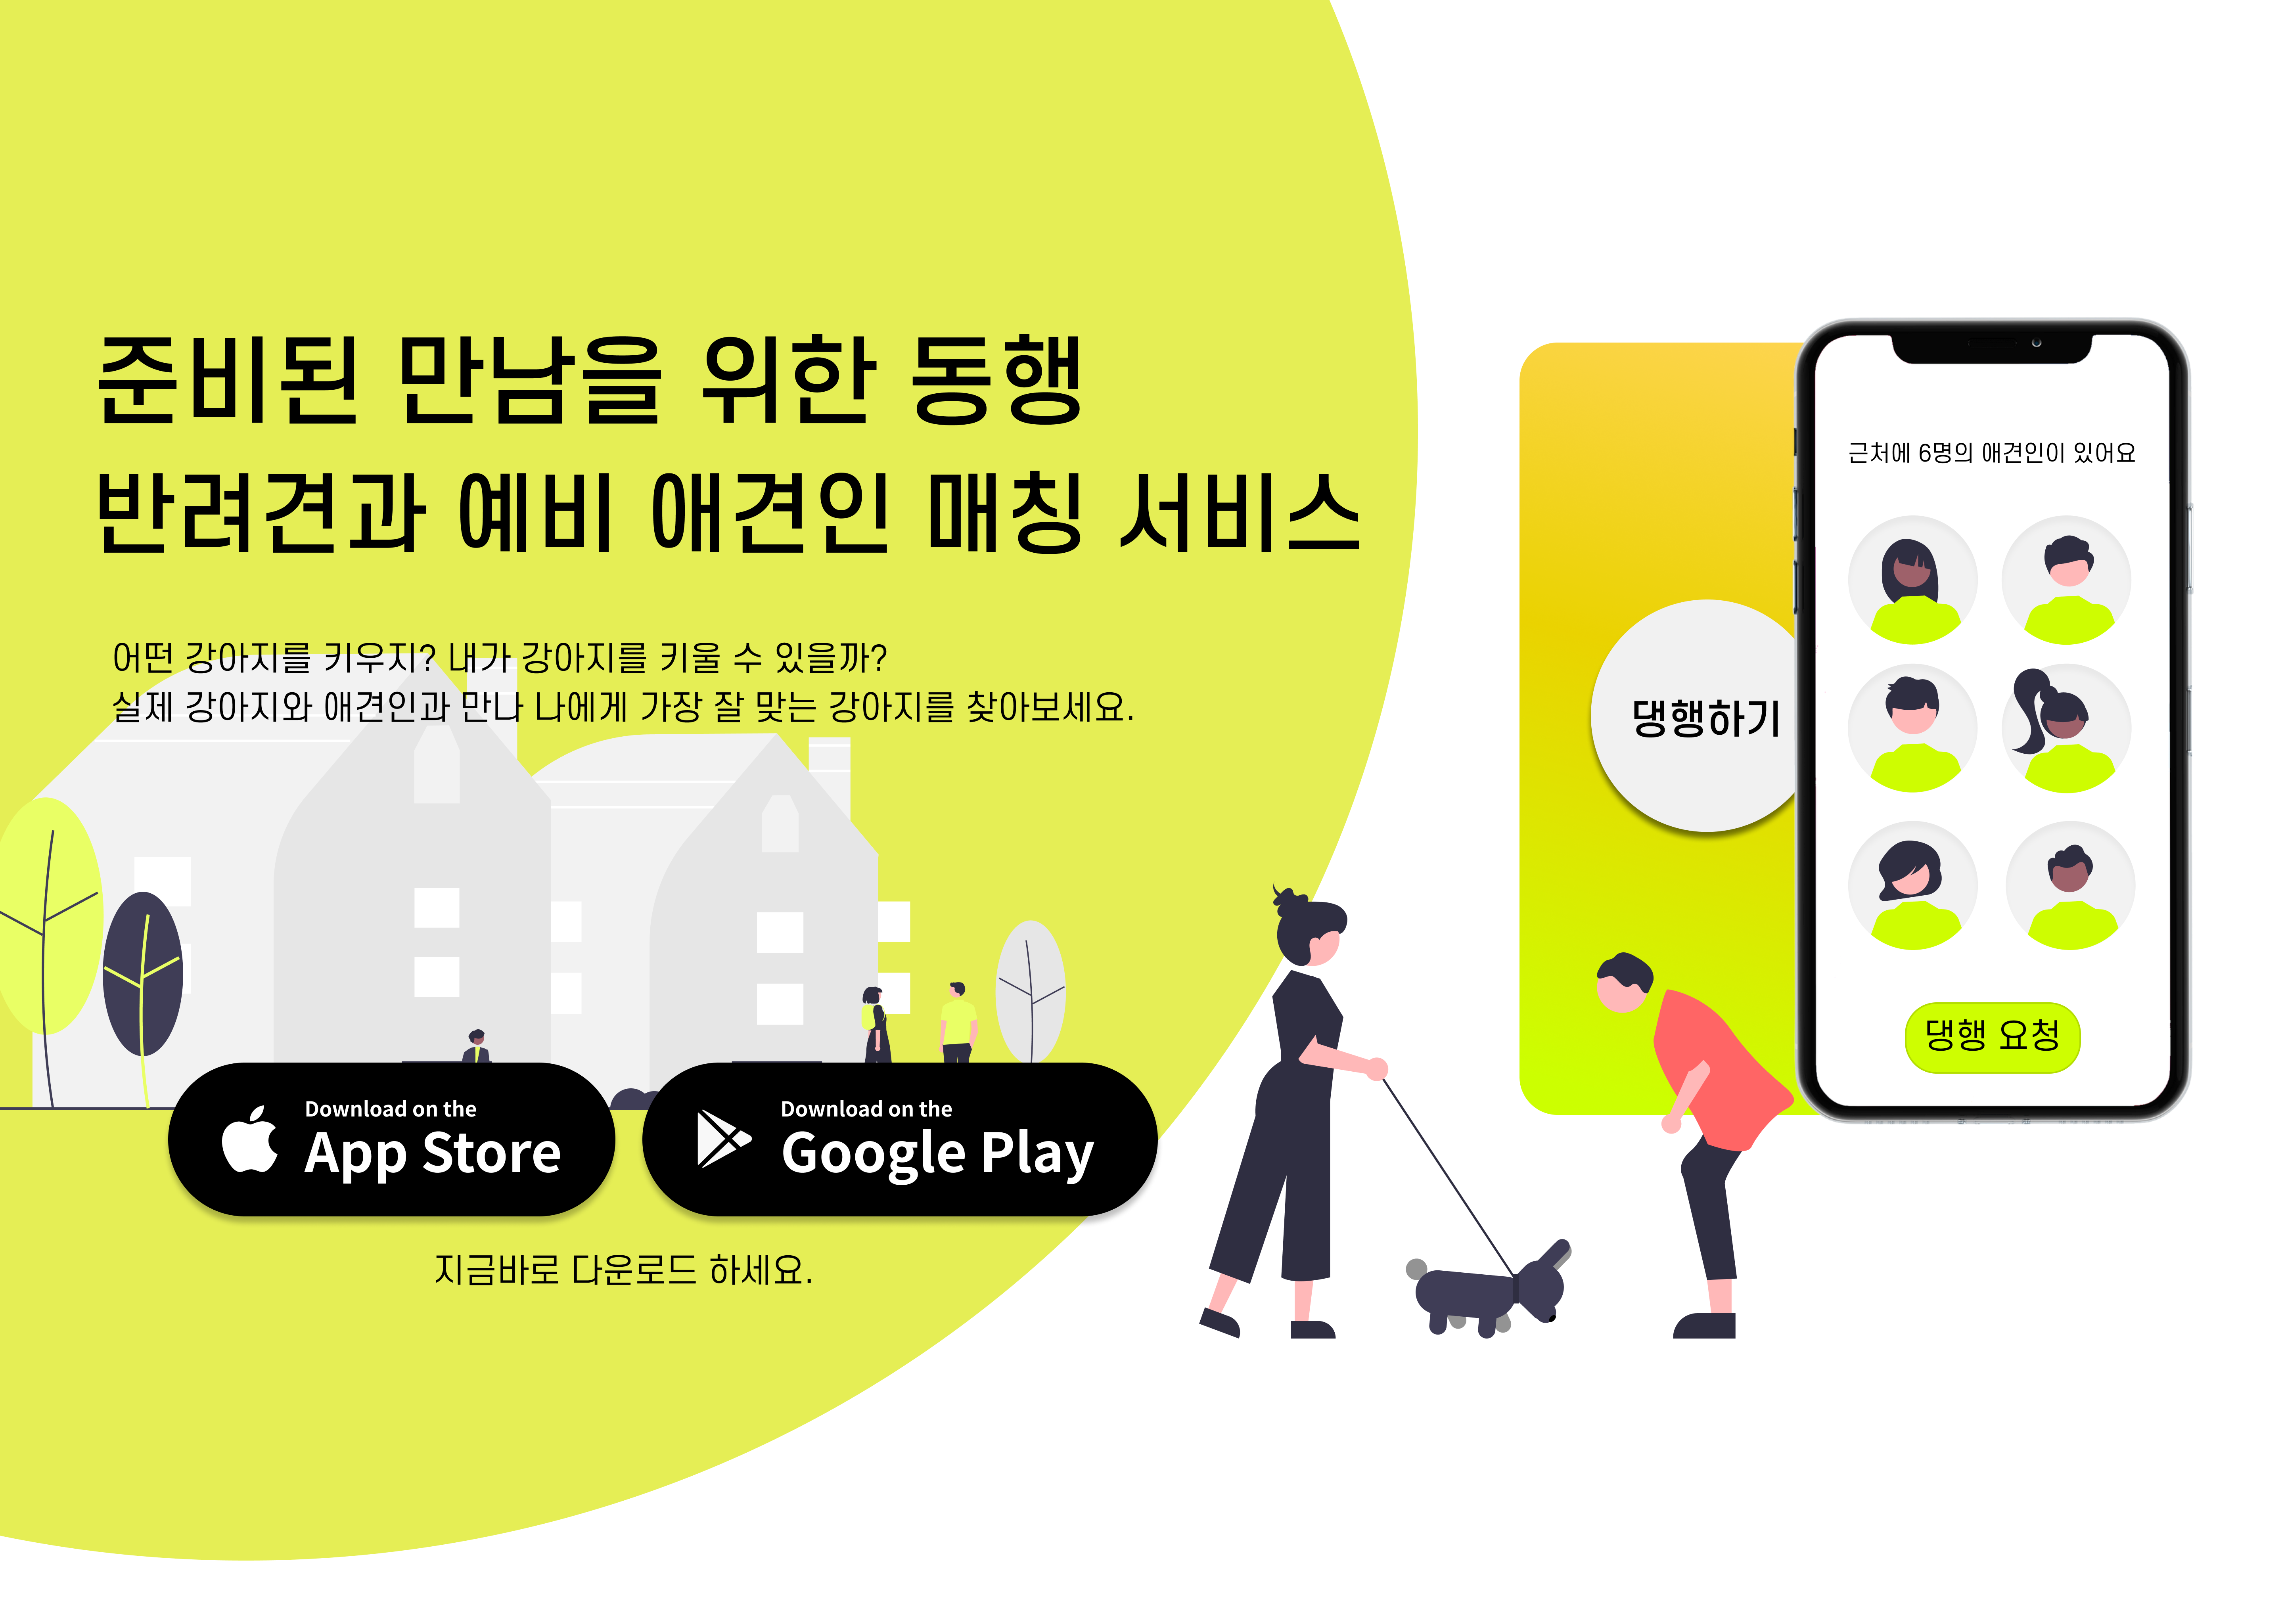 준비된 만남을 위한 동행
반려견과 예비 애견인 매칭 서비스
어떤 강아지를 키우지? 내가 강아지를 키울 수 있을까?
실제 강아지와 애견인과 만나 나에게 가장 잘 맞는 강아지를 찾아보세요.
Download on the
App Store
Download on the
Google Play
지금바로 다운로드 하세요.
댕행하기
근처에 6명의 애견인이 있어요
댕행 요청